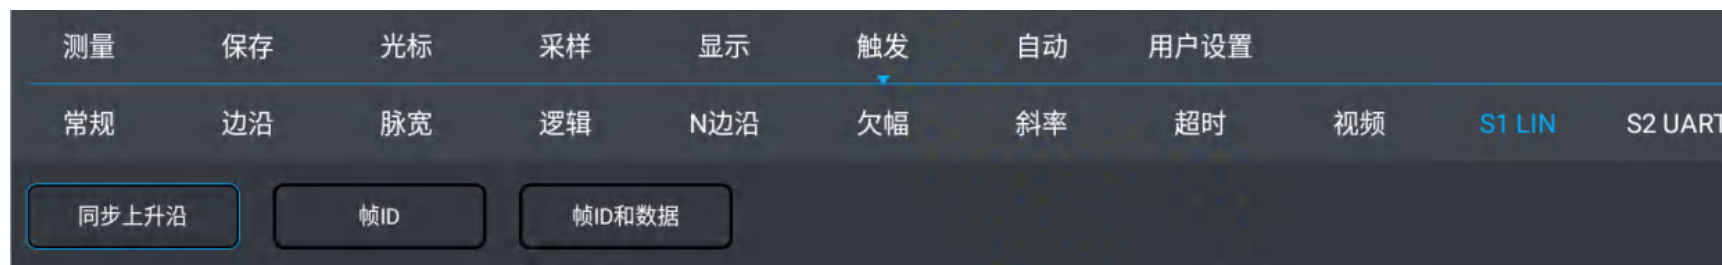 测量 保存 光标 采样 显示 触发 自动 用户设置
常规 边沿 脉宽 逻辑 N边沿 欠幅 斜率 超时 视频 S1 LIN S2 UART
同步上升沿 帧ID 帧ID和数据